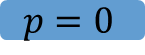 p = 0